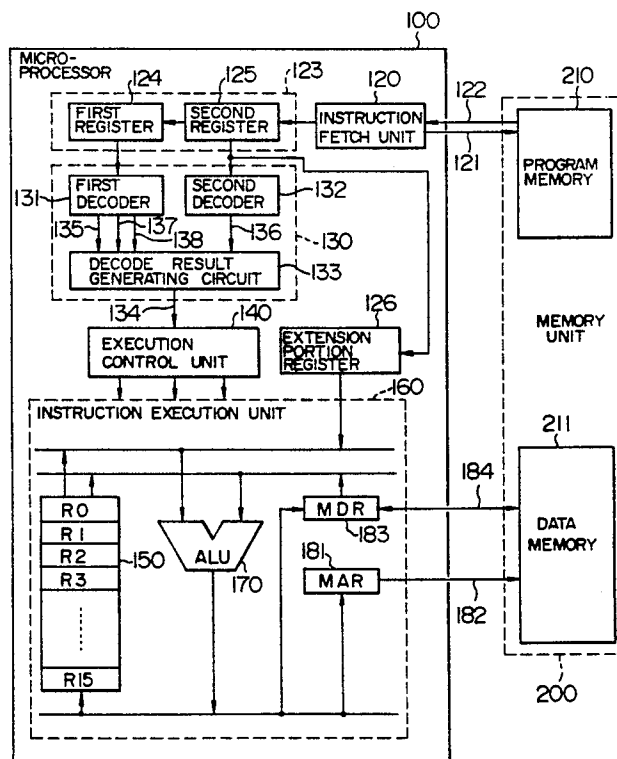 100
MICRO-
PROCESSOR
124
125
123
120
122
210
FIRST
REGISTER
SECOND
REGISTER
INSTRUCTION
FETCH UNIT
121
PROGRAM
MEMORY
131
FIRST
DECODER
SECOND
DECODER
132
135
137
138
136
130
DECODE RESULT
GENERATING CIRCUIT
133
134
140
126
EXECUTION
CONTROL UNIT
EXTENSION
PORTION
REGISTER
MEMORY
UNIT
160
INSTRUCTION EXECUTION UNIT
211
R0
R1
R2
R3
R15
150
ALU
170
MDR
183
184
181
MAR
182
DATA
MEMORY
200